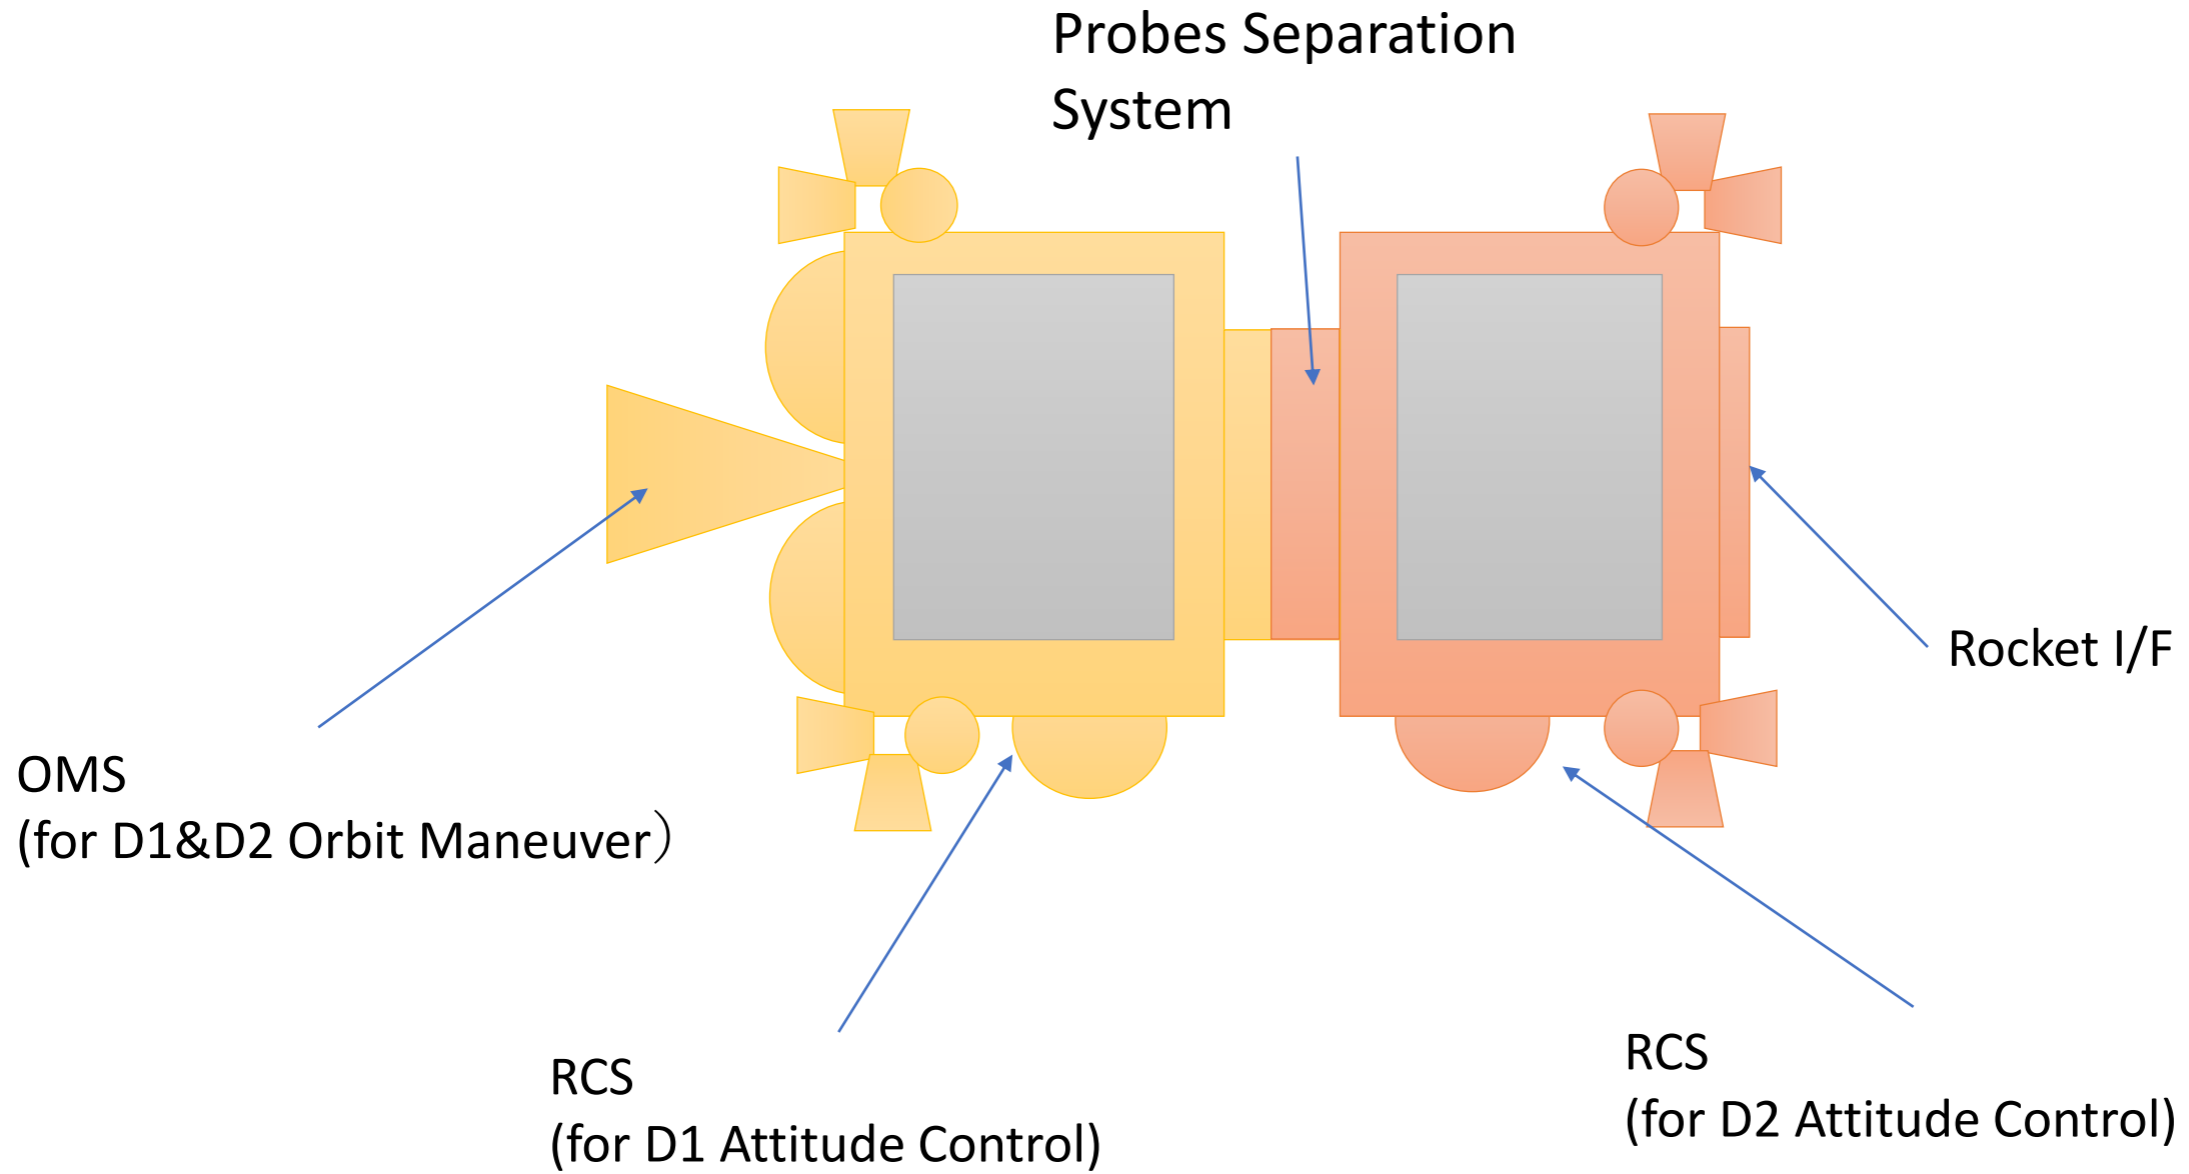 Probes Separation
System
Rocket I/F
OMS
(for D1&D2 Orbit Maneuver）
RCS
(for D1 Attitude Control)
RCS
(for D2 Attitude Control)